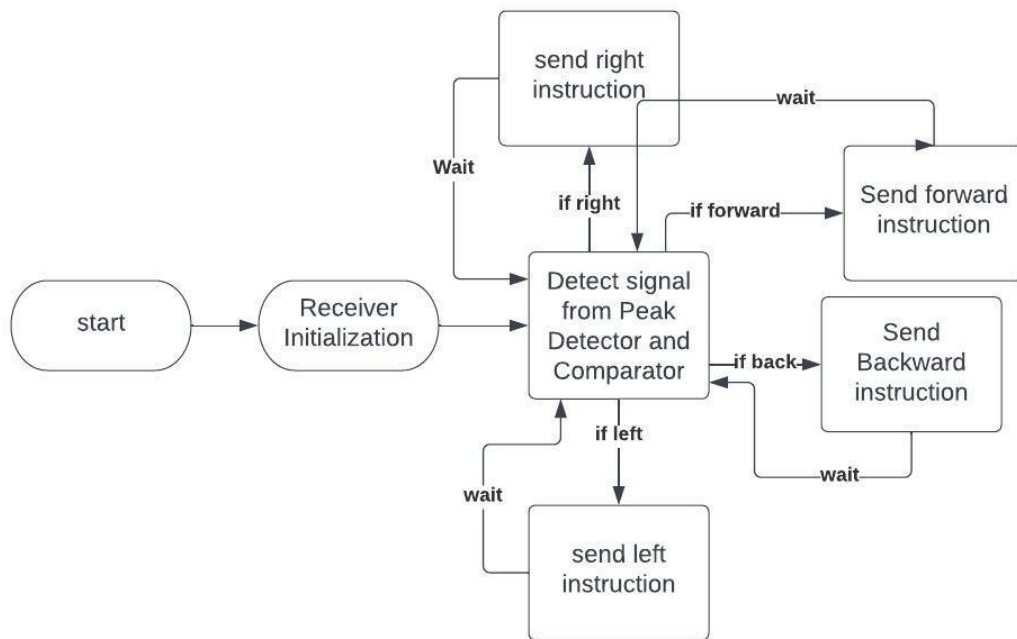 send right
instruction
wait
Wait
if right
if forward
Send forward
instruction
start
Receiver
Initialization
Detect signal
from Peak
Detector and
Comparator
if back
Send
Backward
instruction
if left
wait
wait
send left
instruction